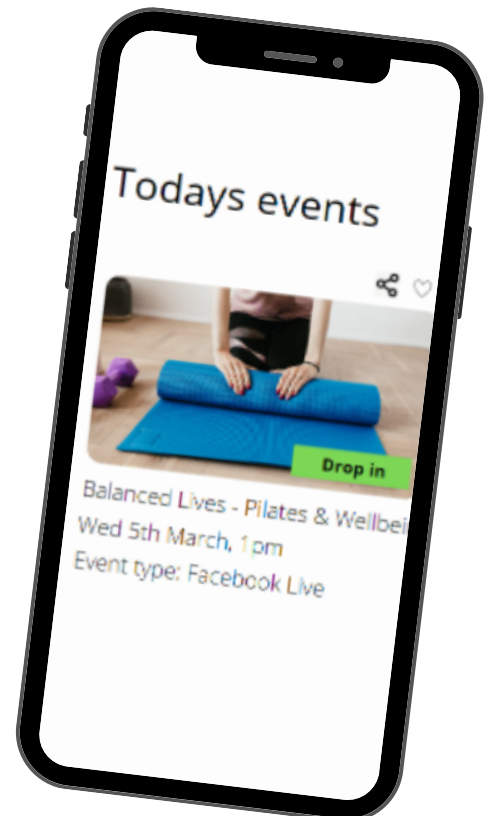 Todays events
Drop in
Balanced Lives - Pilates & Wellbei
Wed 5th March, 1pm
Event type: Facebook Live